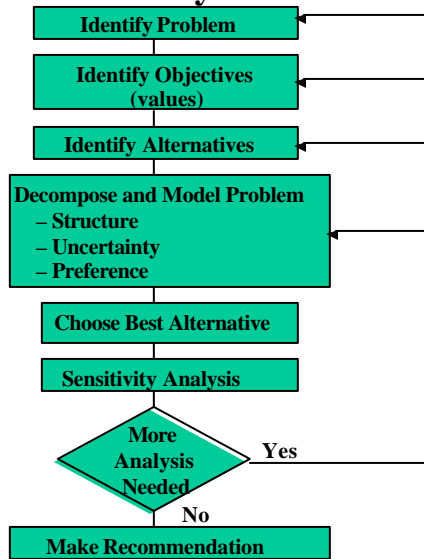 Identify Problem
Identify Objectives
(values)
Identify Alternatives
Decompose and Model Problem
– Structure
– Uncertainty
– Preference
Choose Best Alternative
Sensitivity Analysis
More
Analysis
Needed
Yes
No
Make Recommendation